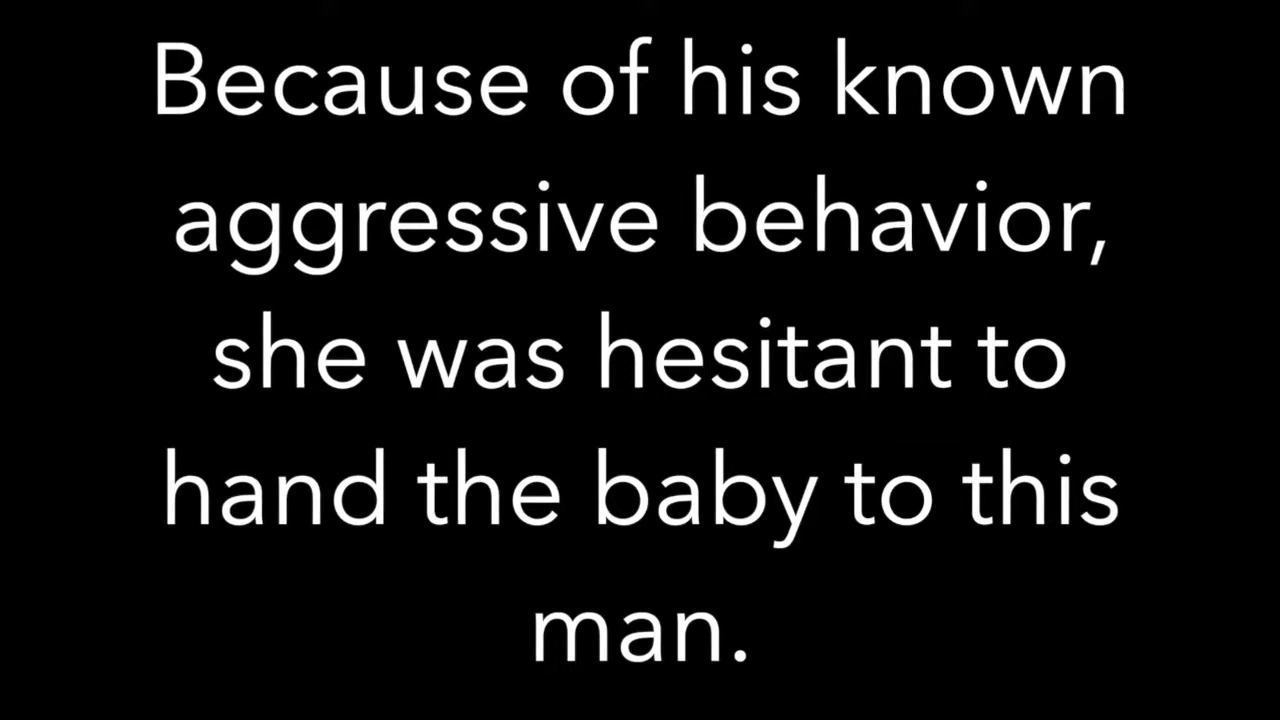 Because of his known
aggressive behavior,
she was hesitant to
hand the baby to this
man.